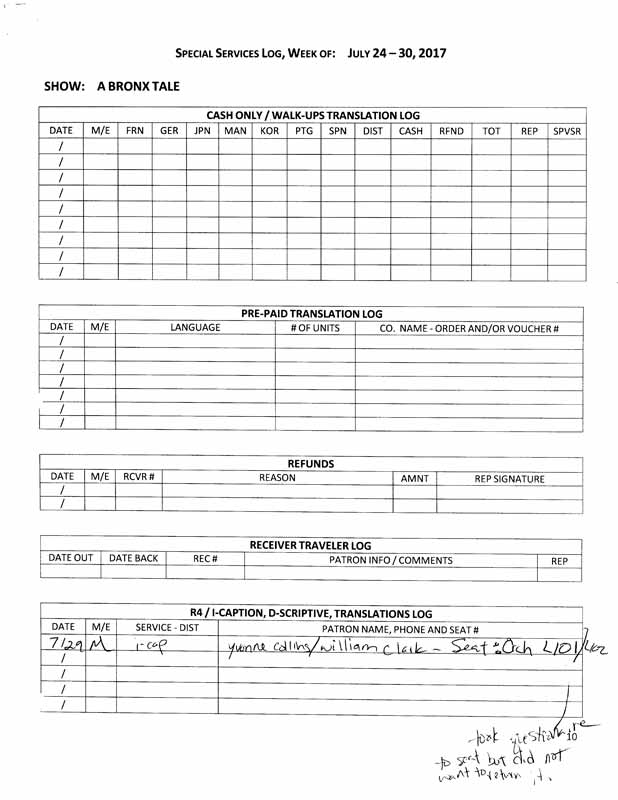 SPECIAL SERVICES LOG, WEEK OF: JULY 24 – 30, 2017
SHOW: A BRONX TALE
CASH ONLY / WALK-UPS TRANSLATION LOG
DATE M/E FRN GER JPN MAN KOR PTG SPN DIST CASH RFND TOT REP SPVSR
/
/
/
/
/
/
/
/
/
PRE-PAID TRANSLATION LOG
DATE M/E LANGUAGE # OF UNITS CO. NAME - ORDER AND/OR VOUCHER #
/
/
/
/
/
/
/
REFUNDS
DATE M/E RCVR # REASON AMNT REP SIGNATURE
/
/
RECEIVER TRAVELER LOG
DATE OUT DATE BACK REC # PATRON INFO / COMMENTS REP
R4 / I-CAPTION, D-SCRIPTIVE, TRANSLATIONS LOG
DATE M/E SERVICE - DIST PATRON NAME, PHONE AND SEAT #
7/29 M i-cap yvonne collins/william Clark - Seat: Orch L101/102
/
/
/
/
took questionaire
to seat but did not
want to return it.